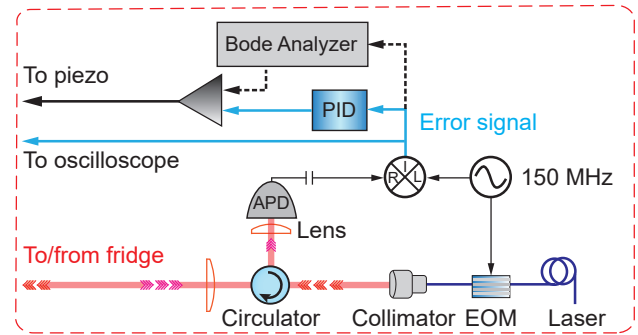 Bode Analyzer
To piezo
PID
Error signal
To oscilloscope
R I L
150 MHz
APD
Lens
To/from fridge
Circulator
Collimator
EOM
Laser